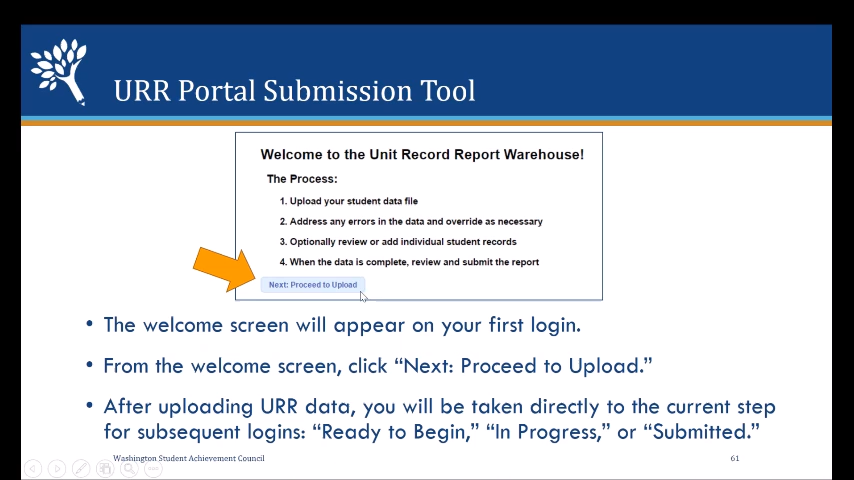 URR Portal Submission Tool
Welcome to the Unit Record Report Warehouse!
The Process:
1. Upload your student data file
2. Address any errors in the data and override as necessary
3. Optionally review or add individual student records
4. When the data is complete, review and submit the report
Next: Proceed to Upload
• The welcome screen will appear on your first login.
• From the welcome screen, click “Next: Proceed to Upload.”
• After uploading URR data, you will be taken directly to the current step
for subsequent logins: “Ready to Begin,” “In Progress,” or “Submitted.”
Washington Student Achievement Council
61